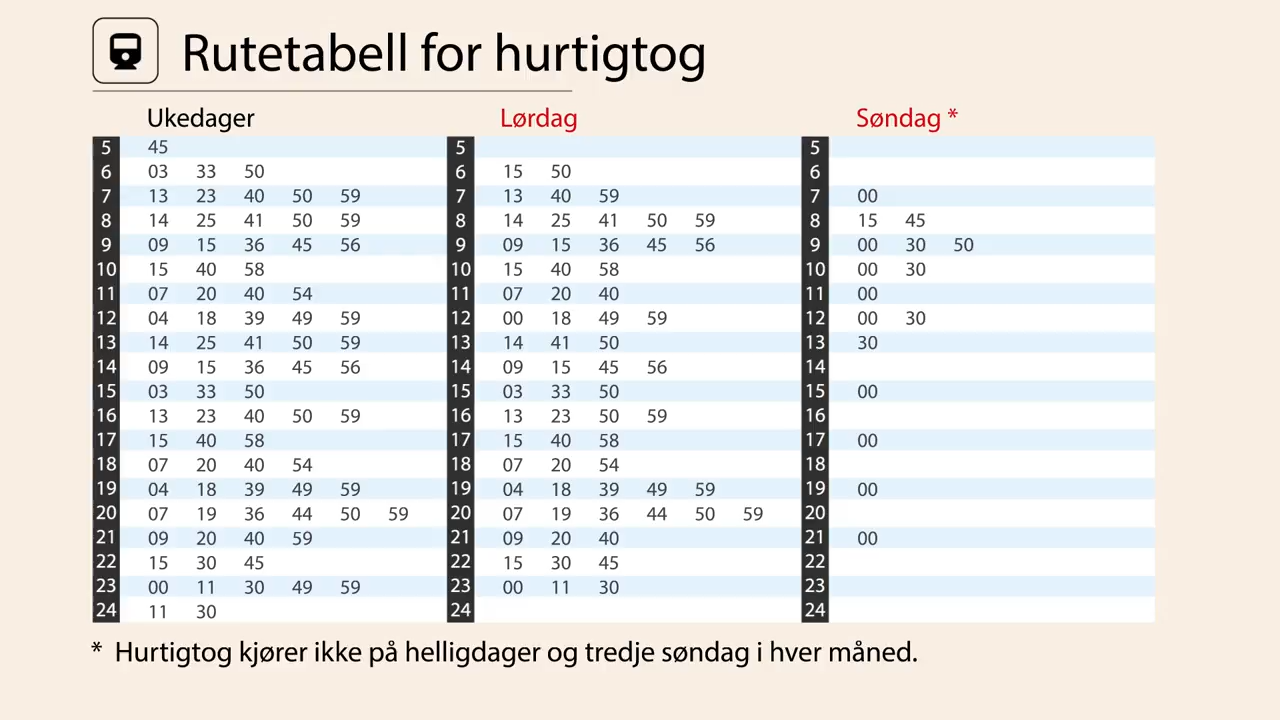 Rutetabell for hurtigtog
Ukedager Lørdag Søndag *
5 45 5 5
6 03 33 50 6 15 50 6
7 13 23 40 50 59 7 13 40 59 7 00
8 14 25 41 50 59 8 14 25 41 50 59 8 15 45
9 09 15 36 45 56 9 09 15 36 45 56 9 00 30 50
10 15 40 58 10 15 40 58 10 00 30
11 07 20 40 54 11 07 20 40 11 00
12 04 18 39 49 59 12 00 18 49 59 12 00 30
13 14 25 41 50 59 13 14 41 50 13 30
14 09 15 36 45 56 14 09 15 45 56 14
15 03 33 50 15 03 33 50 15 00
16 13 23 40 50 59 16 13 23 50 59 16
17 15 40 58 17 15 40 58 17 00
18 07 20 40 54 18 07 20 54 18
19 04 18 39 49 59 19 04 18 39 49 59 19 00
20 07 19 36 44 50 59 20 07 19 36 44 50 59 20
21 09 20 40 59 21 09 20 40 21 00
22 15 30 45 22 15 30 45 22
23 00 11 30 49 59 23 00 11 30 23
24 11 30 24 24
* Hurtigtog kjører ikke på helligdager og tredje søndag i hver måned.